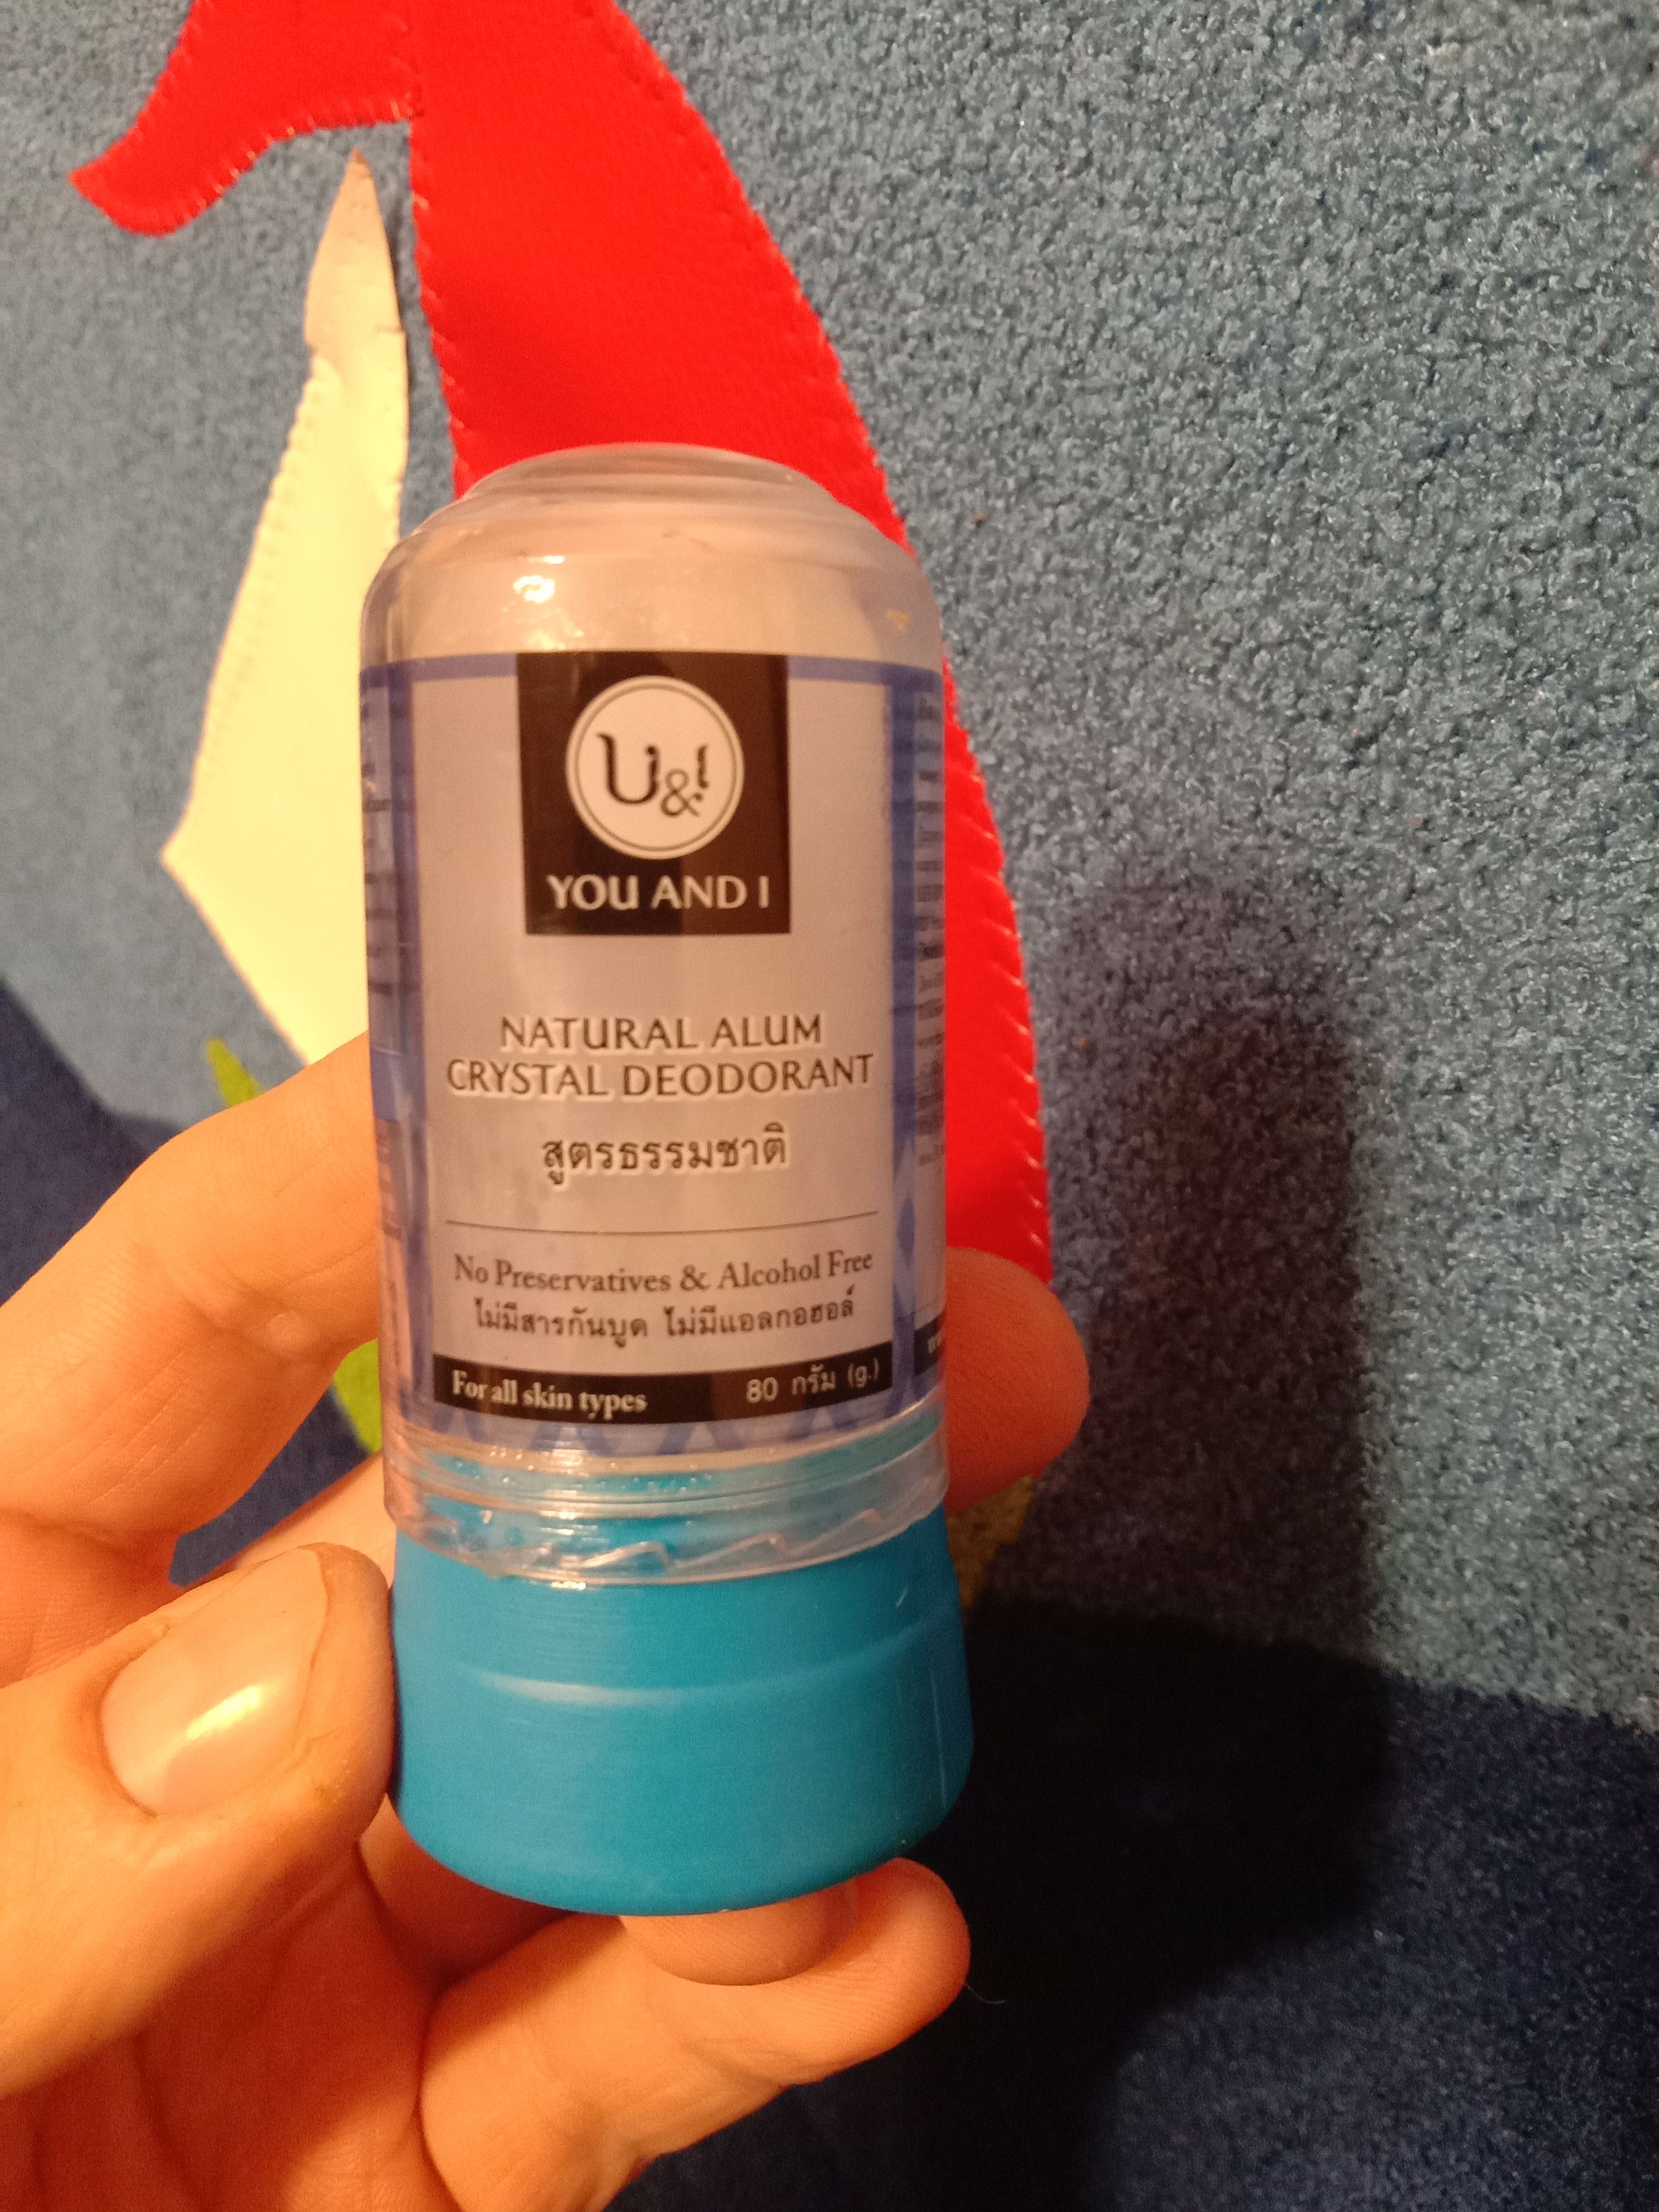 U&I
YOU AND I
NATURAL ALUM
CRYSTAL DEODORANT
สูตรธรรมชาติ
No Preservatives & Alcohol Free
ไม่มีสารกันบูด ไม่มีแอลกอฮอล์
For all skin types 80 กรัม (g.)